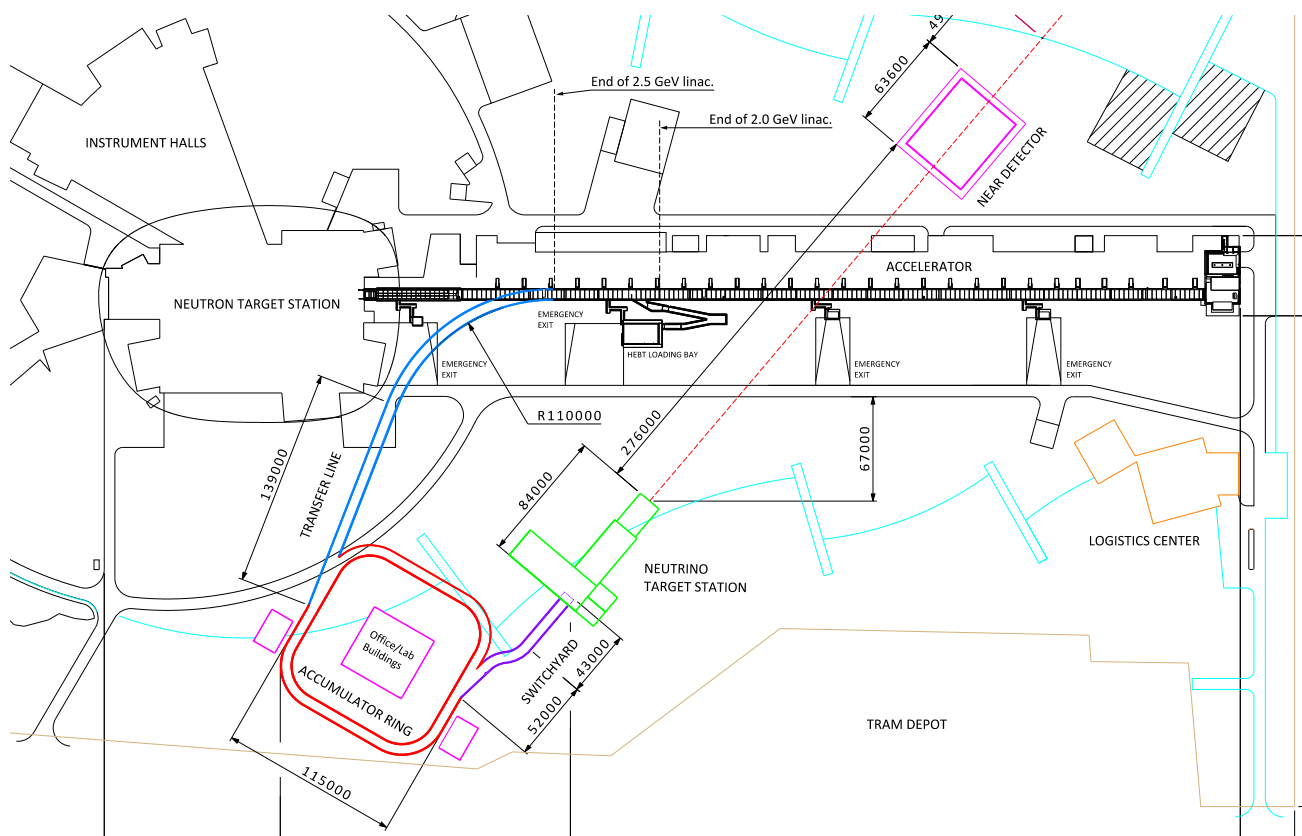 49
63600
End of 2.5 GeV linac.
End of 2.0 GeV linac.
INSTRUMENT HALLS
NEAR DETECTOR
ACCELERATOR
NEUTRON TARGET STATION
EMERGENCY
EXIT
HEBT LOADING BAY
EMERGENCY
EXIT
EMERGENCY
EXIT
EMERGENCY
EXIT
R110000
276000
67000
139000
TRANSFER LINE
84000
LOGISTICS CENTER
NEUTRINO
TARGET STATION
Office/Lab
Buildings
ACCUMULATOR RING
SWITCHYARD
43000
52000
TRAM DEPOT
115000